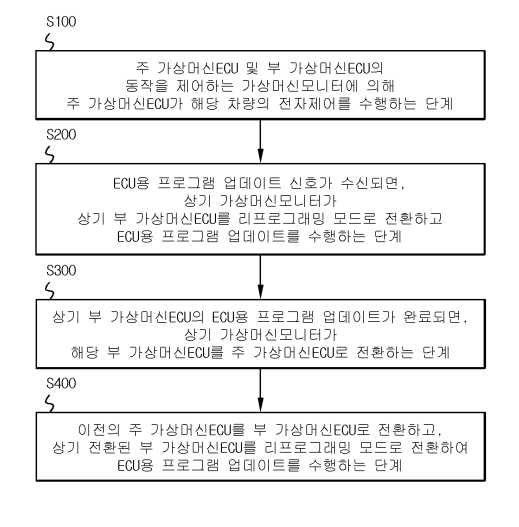 S100
주 가상머신ECU 및 부 가상머신ECU의
동작을 제어하는 가상머신모니터에 의해
주 가상머신ECU가 해당 차량의 전자제어를 수행하는 단계
S200
ECU용 프로그램 업데이트 신호가 수신되면,
상기 가상머신모니터가
상기 부 가상머신ECU를 리프로그래밍 모드로 전환하고
ECU용 프로그램 업데이트를 수행하는 단계
S300
상기 부 가상머신ECU의 ECU용 프로그램 업데이트가 완료되면,
상기 가상머신모니터가
해당 부 가상머신ECU를 주 가상머신ECU로 전환하는 단계
S400
이전의 주 가상머신ECU를 부 가상머신ECU로 전환하고,
상기 전환된 부 가상머신ECU를 리프로그래밍 모드로 전환하여
ECU용 프로그램 업데이트를 수행하는 단계